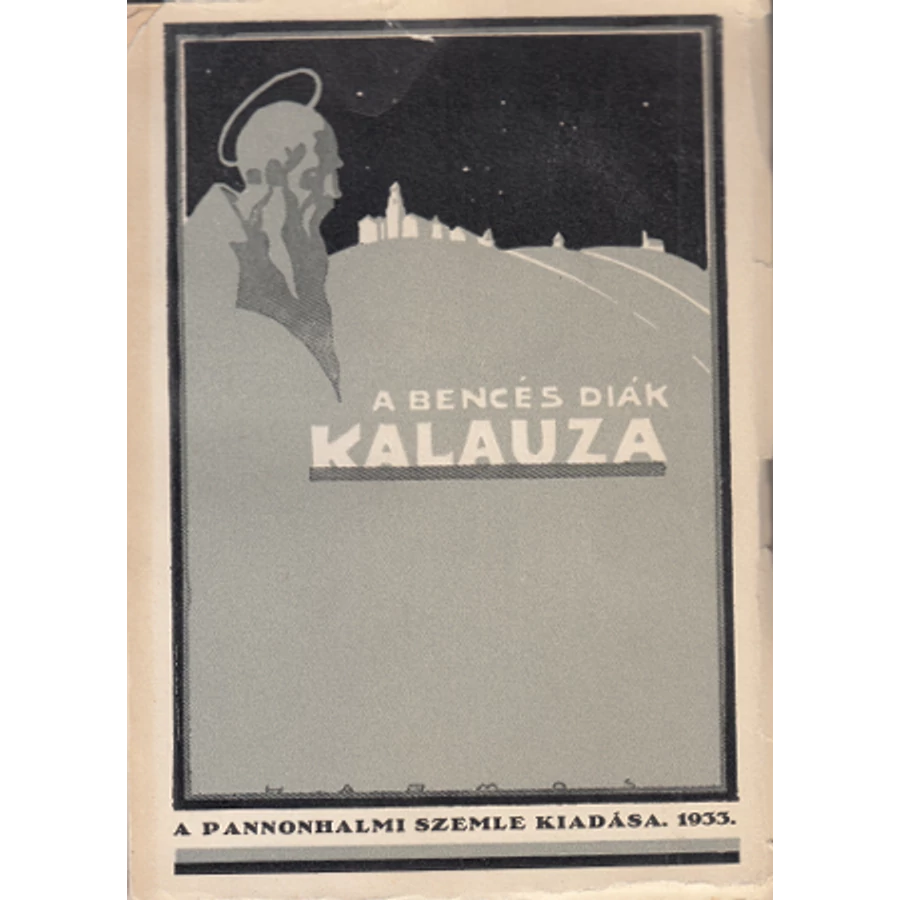 A BENCÉS DIÁK
KALAUZA
A PANNONHALMI SZEMLE KIADÁSA. 1933.